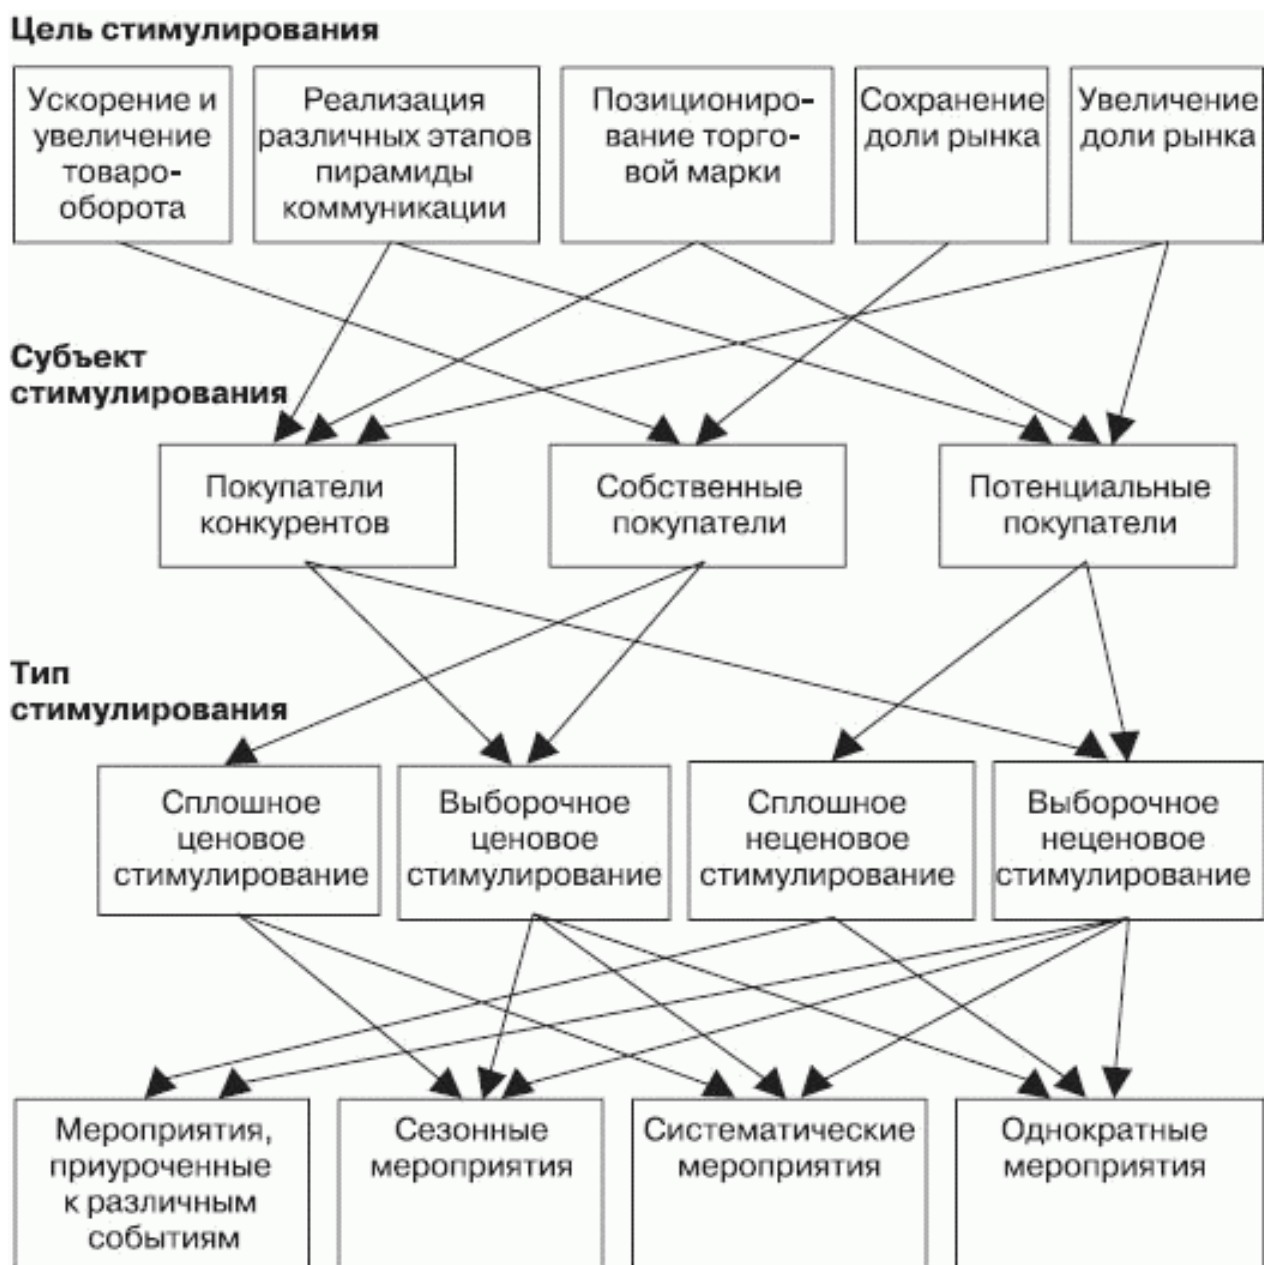 Цель стимулирования
Ускорение и
увеличение
товаро-
оборота
Реализация
различных этапов
пирамиды
коммуникации
Позициониро-
вание торго-
вой марки
Сохранение
доли рынка
Увеличение
доли рынка
Субъект
стимулирования
Покупатели
конкурентов
Собственные
покупатели
Потенциальные
покупатели
Тип
стимулирования
Сплошное
ценовое
стимулирование
Выборочное
ценовое
стимулирование
Сплошное
неценовое
стимулирование
Выборочное
неценовое
стимулирование
Мероприятия,
приуроченные
к различным
событиям
Сезонные
мероприятия
Систематические
мероприятия
Однократные
мероприятия